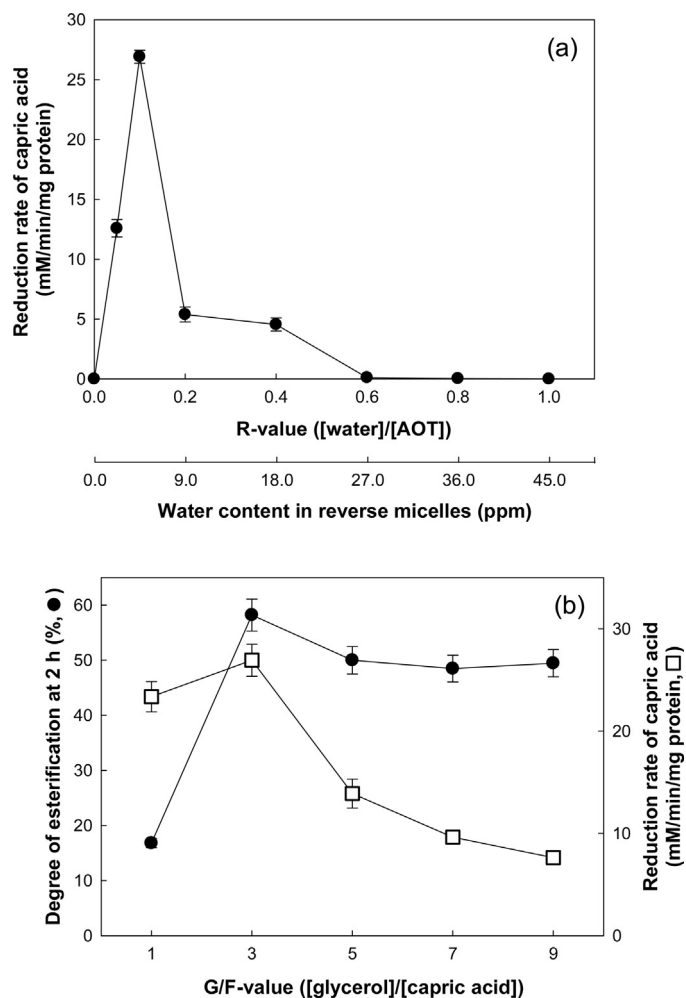 (a)
Reduction rate of capric acid
(mM/min/mg protein)
30
25
20
15
10
5
0
0.0 0.2 0.4 0.6 0.8 1.0
R-value ([water]/[AOT])
0.0 9.0 18.0 27.0 36.0 45.0
Water content in reverse micelles (ppm)
(b)
Degree of esterification at 2 h (%, ●)
60
50
40
30
20
10
0
30
20
10
0
Reduction rate of capric acid
(mM/min/mg protein, □)
1 3 5 7 9
G/F-value ([glycerol]/[capric acid])